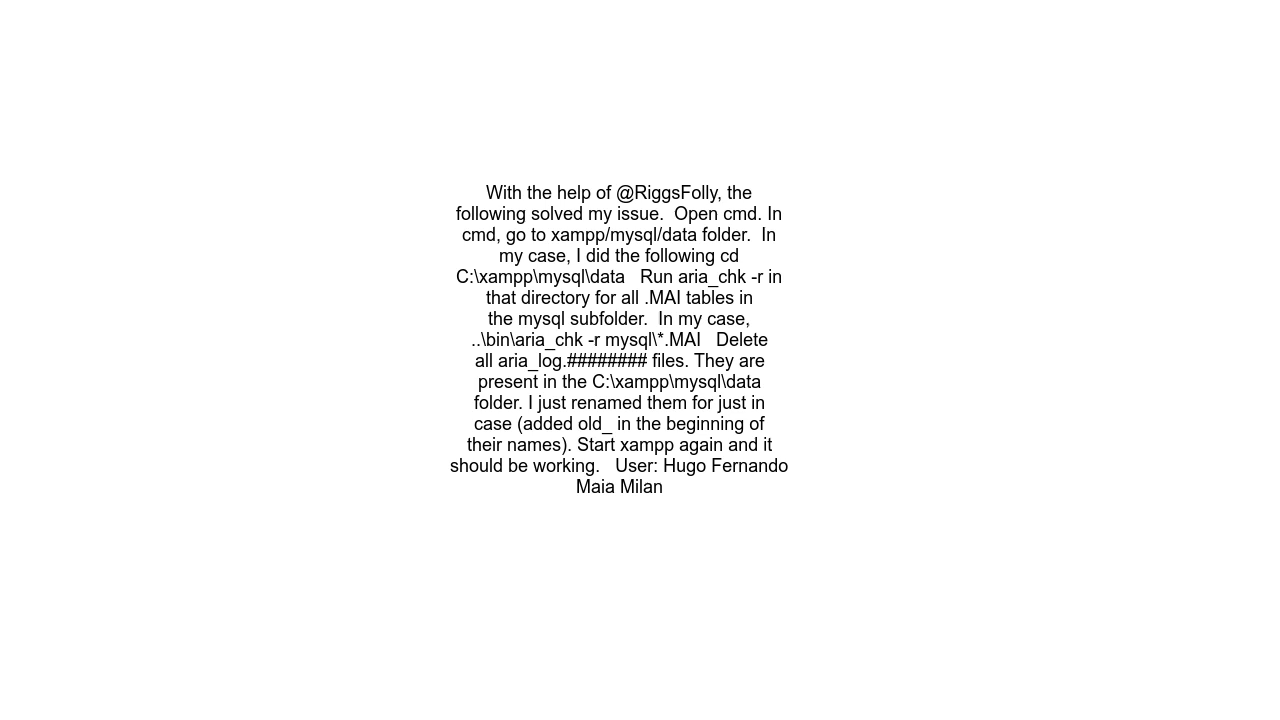 With the help of @RiggsFolly, the
following solved my issue.  Open cmd. In
cmd, go to xampp/mysql/data folder.  In
my case, I did the following cd
C:\xampp\mysql\data   Run aria_chk -r in
that directory for all .MAI tables in
the mysql subfolder.  In my case,
..\bin\aria_chk -r mysql\*.MAI   Delete
all aria_log.######## files. They are
present in the C:\xampp\mysql\data
folder. I just renamed them for just in
case (added old_ in the beginning of
their names). Start xampp again and it
should be working.   User: Hugo Fernando
Maia Milan